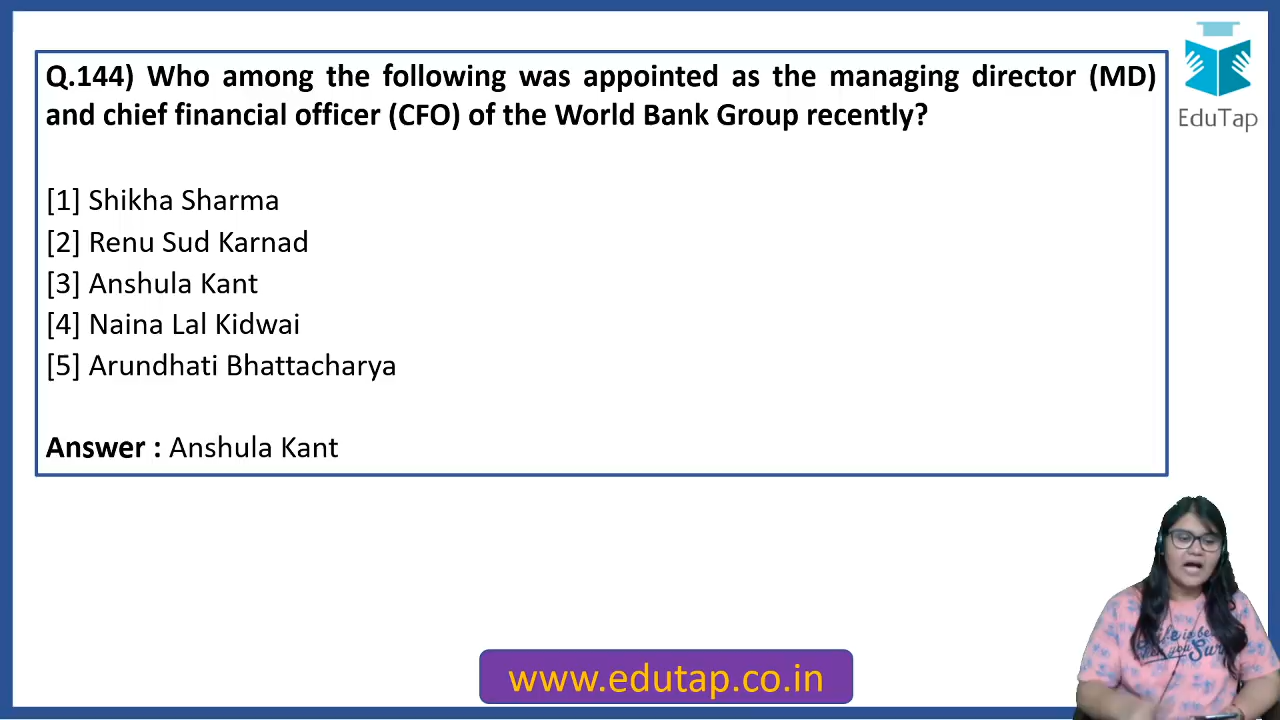 Q.144) Who among the following was appointed as the managing director (MD)
and chief financial officer (CFO) of the World Bank Group recently?
[1] Shikha Sharma
[2] Renu Sud Karnad
[3] Anshula Kant
[4] Naina Lal Kidwai
[5] Arundhati Bhattacharya
Answer : Anshula Kant
EduTap
www.edutap.co.in